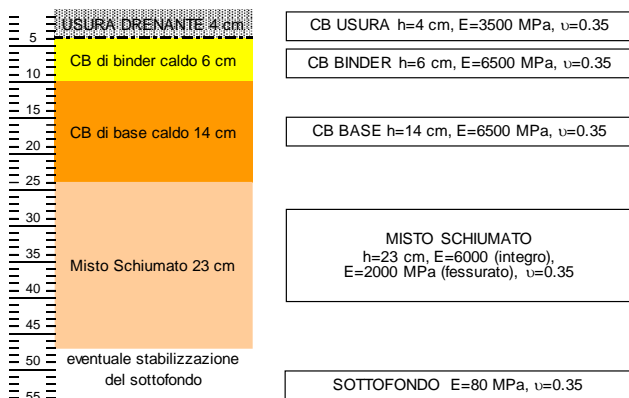 USURA DRENANTE 4 cm
CB USURA h=4 cm, E=3500 MPa, υ=0.35
5
CB di binder caldo 6 cm
CB BINDER h=6 cm, E=6500 MPa, υ=0.35
10
15
CB di base caldo 14 cm
CB BASE h=14 cm, E=6500 MPa, υ=0.35
20
25
30
MISTO SCHIUMATO
35
Misto Schiumato 23 cm
h=23 cm, E=6000 (integro),
E=2000 MPa (fessurato), υ=0.35
40
45
50
eventuale stabilizzazione
del sottofondo
SOTTOFONDO E=80 MPa, υ=0.35
55